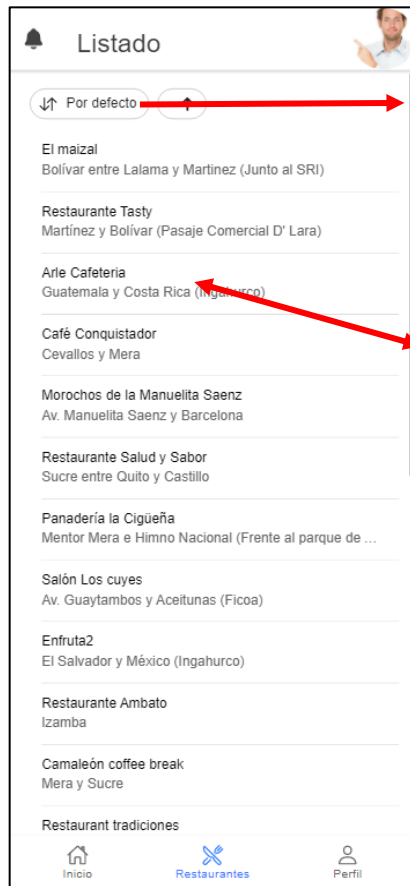 Listado
Por defecto
El maizal
Bolívar entre Lalama y Martinez (Junto al SRI)
Restaurante Tasty
Martínez y Bolívar (Pasaje Comercial D' Lara)
Arle Cafeteria
Guatemala y Costa Rica (Ingahurco)
Café Conquistador
Cevallos y Mera
Morochos de la Manuelita Saenz
Av. Manuelita Saenz y Barcelona
Restaurante Salud y Sabor
Sucre entre Quito y Castillo
Panadería la Cigüeña
Mentor Mera e Himno Nacional (Frente al parque de ...
Salón Los cuyes
Av. Guaytambos y Aceitunas (Ficoa)
Enfruta2
El Salvador y México (Ingahurco)
Restaurante Ambato
Izamba
Camaleón coffee break
Mera y Sucre
Restaurant tradiciones
Inicio Restaurantes Perfil